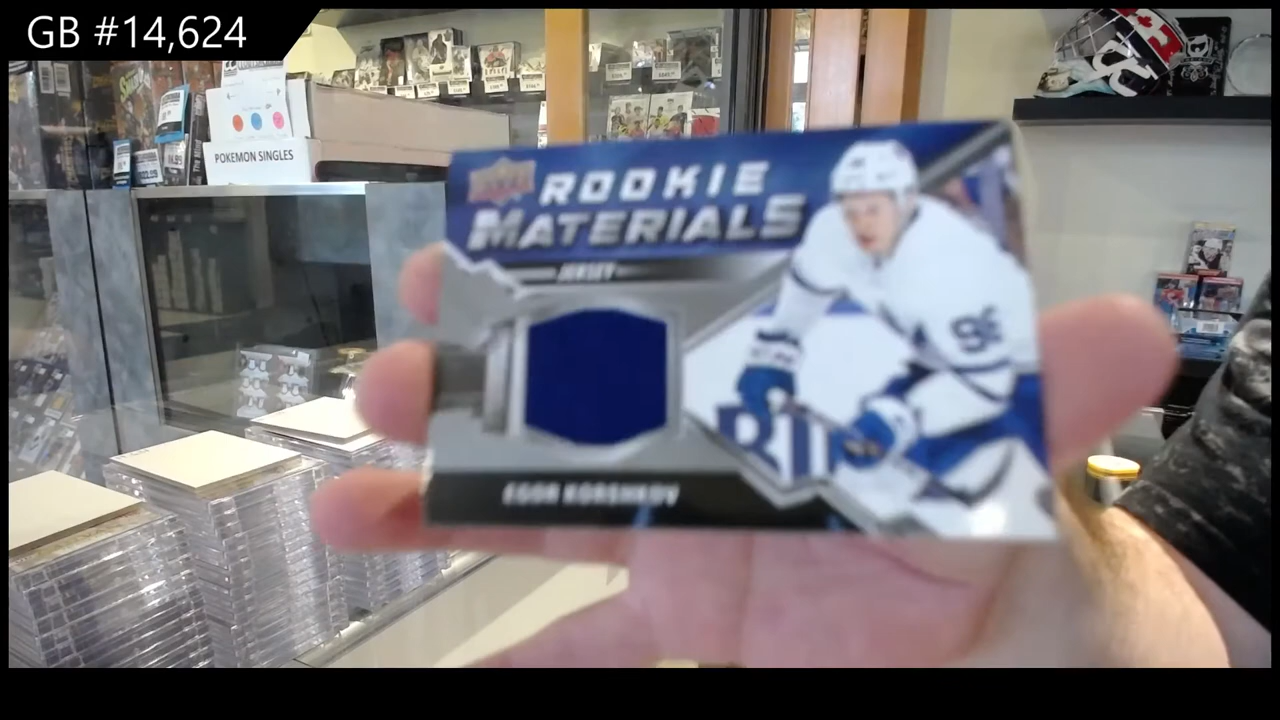 GB #14,624
POKEMON SINGLES
ROOKIE
MATERIALS
JERSEY
EGOR KORSHKOV